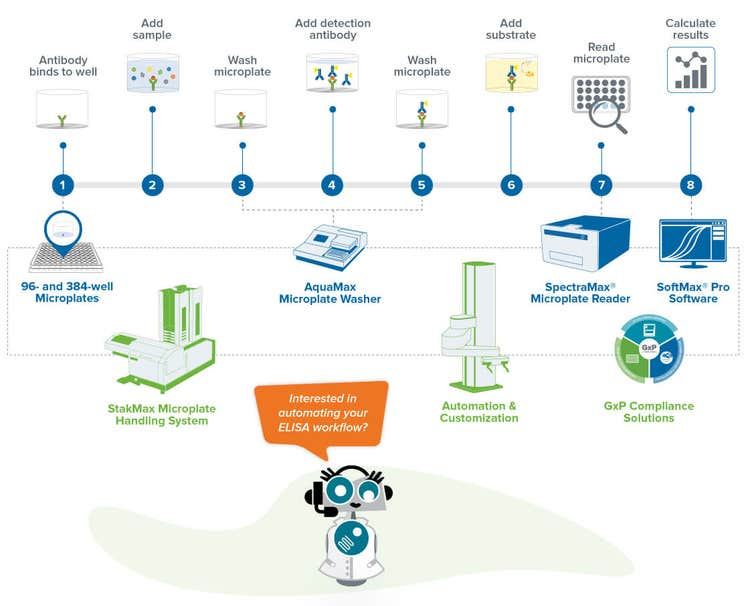 Antibody
binds to well
Add
sample
Wash
microplate
Add detection
antibody
Wash
microplate
Add
substrate
Read
microplate
Calculate
results
1
2
3
4
5
6
7
8
96- and 384-well
Microplates
AquaMax
Microplate Washer
SpectraMax®
Microplate Reader
SoftMax® Pro
Software
GxP
StakMax Microplate
Handling System
Automation &
Customization
GxP Compliance
Solutions
Interested in
automating your
ELISA workflow?